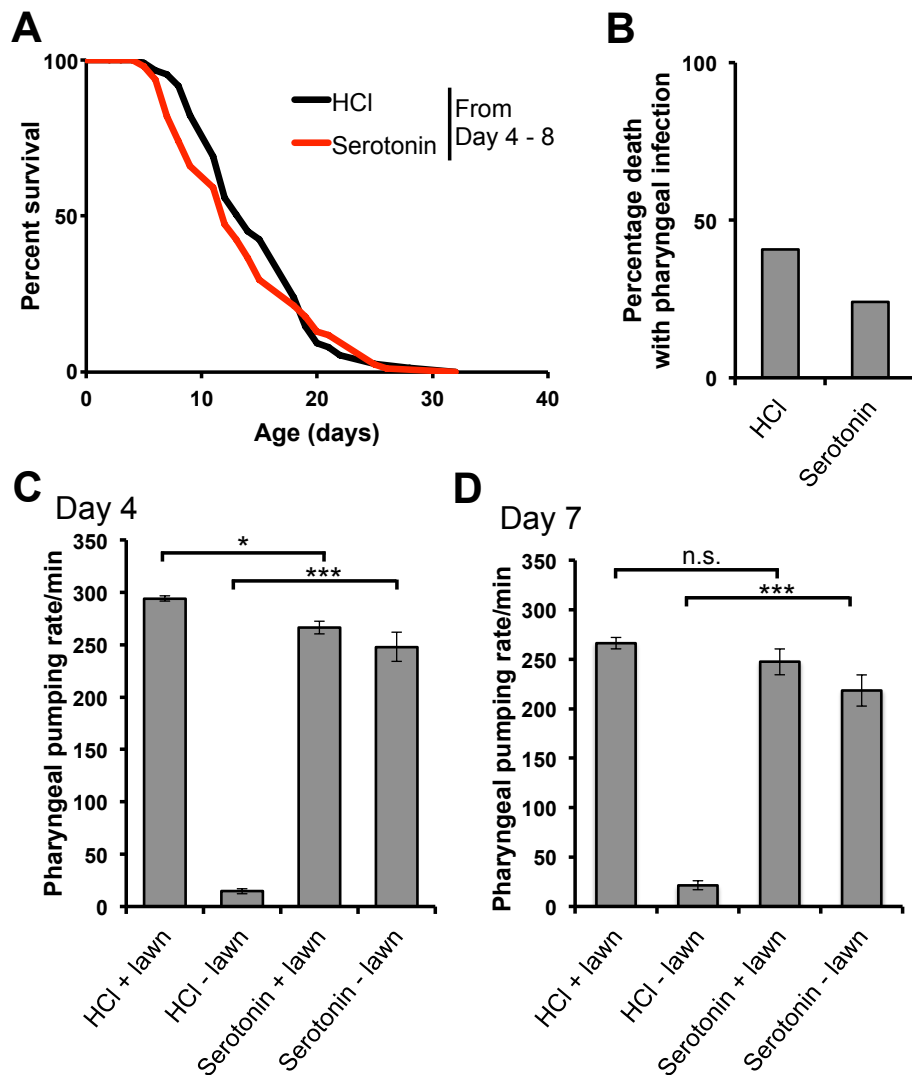 A
Percent survival
100
50
0
0 10 20 30 40
Age (days)
HCl
Serotonin
From
Day 4 - 8
B
Percentage death
with pharyngeal infection
100
50
0
HCl
Serotonin
C
Day 4
Pharyngeal pumping rate/min
350
300
250
200
150
100
50
0
*
***
HCl + lawn
HCl - lawn
Serotonin + lawn
Serotonin - lawn
D
Day 7
Pharyngeal pumping rate/min
350
300
250
200
150
100
50
0
n.s.
***
HCl + lawn
HCl - lawn
Serotonin + lawn
Serotonin - lawn